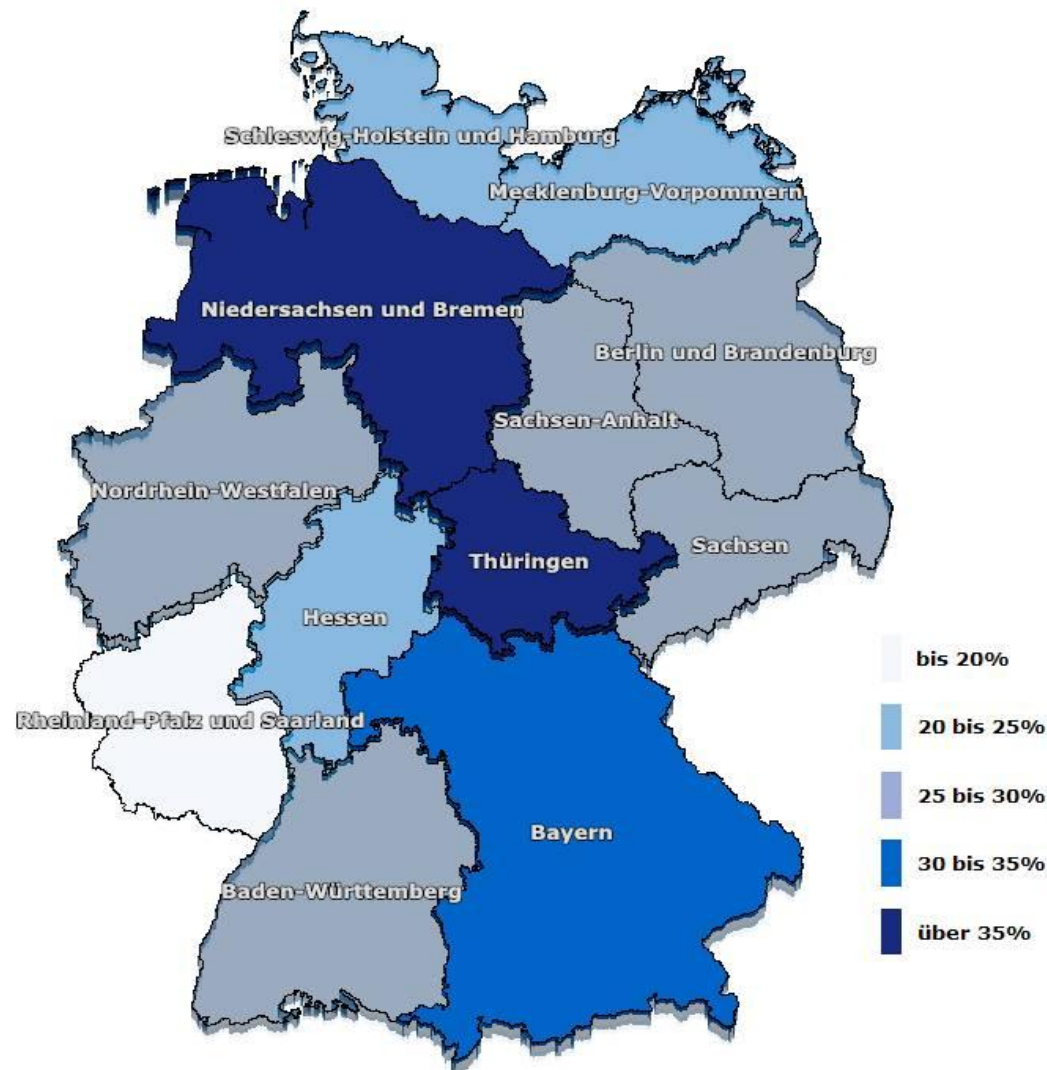 Schleswig-Holstein und Hamburg
Mecklenburg-Vorpommern
Niedersachsen und Bremen
Berlin und Brandenburg
Sachsen-Anhalt
Nordrhein-Westfalen
Sachsen
Thüringen
Hessen
Rheinland-Pfalz und Saarland
Bayern
Baden-Württemberg
bis 20%
20 bis 25%
25 bis 30%
30 bis 35%
über 35%